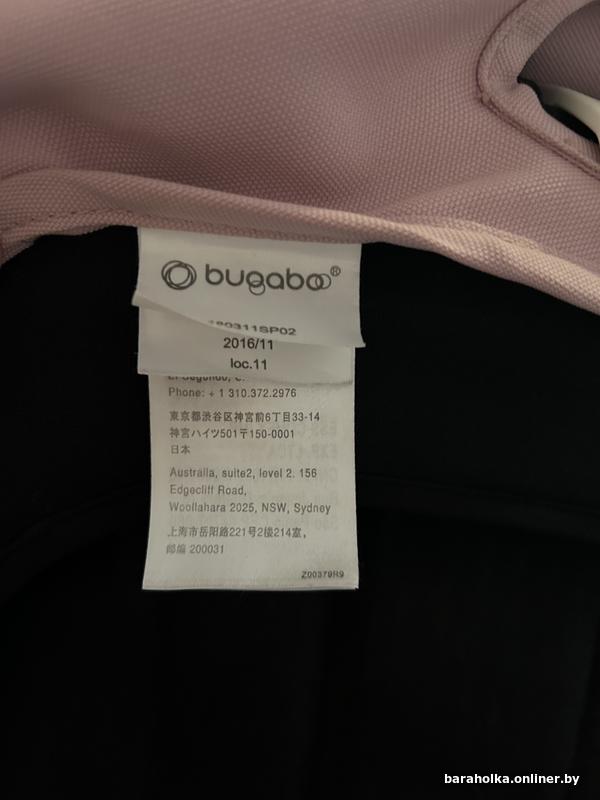 bugaboo®
180311SP02
2016/11
loc.11
El Segundo, C.
Phone: + 1 310.372.2976
東京都渋谷区神宮前6丁目33-14
神宮ハイツ501〒150-0001
日本
Australia, suite2, level 2. 156
Edgecliff Road,
Woollahara 2025, NSW, Sydney
上海市岳阳路221号2楼214室,
邮编 200031
Z00379R9
baraholka.onliner.by